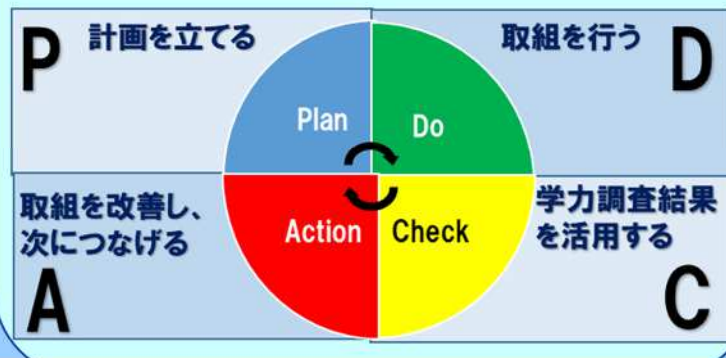 P
計画を立てる
取組を行う
D
Plan
Do
Action
Check
取組を改善し、
次につなげる
A
学力調査結果
を活用する
C